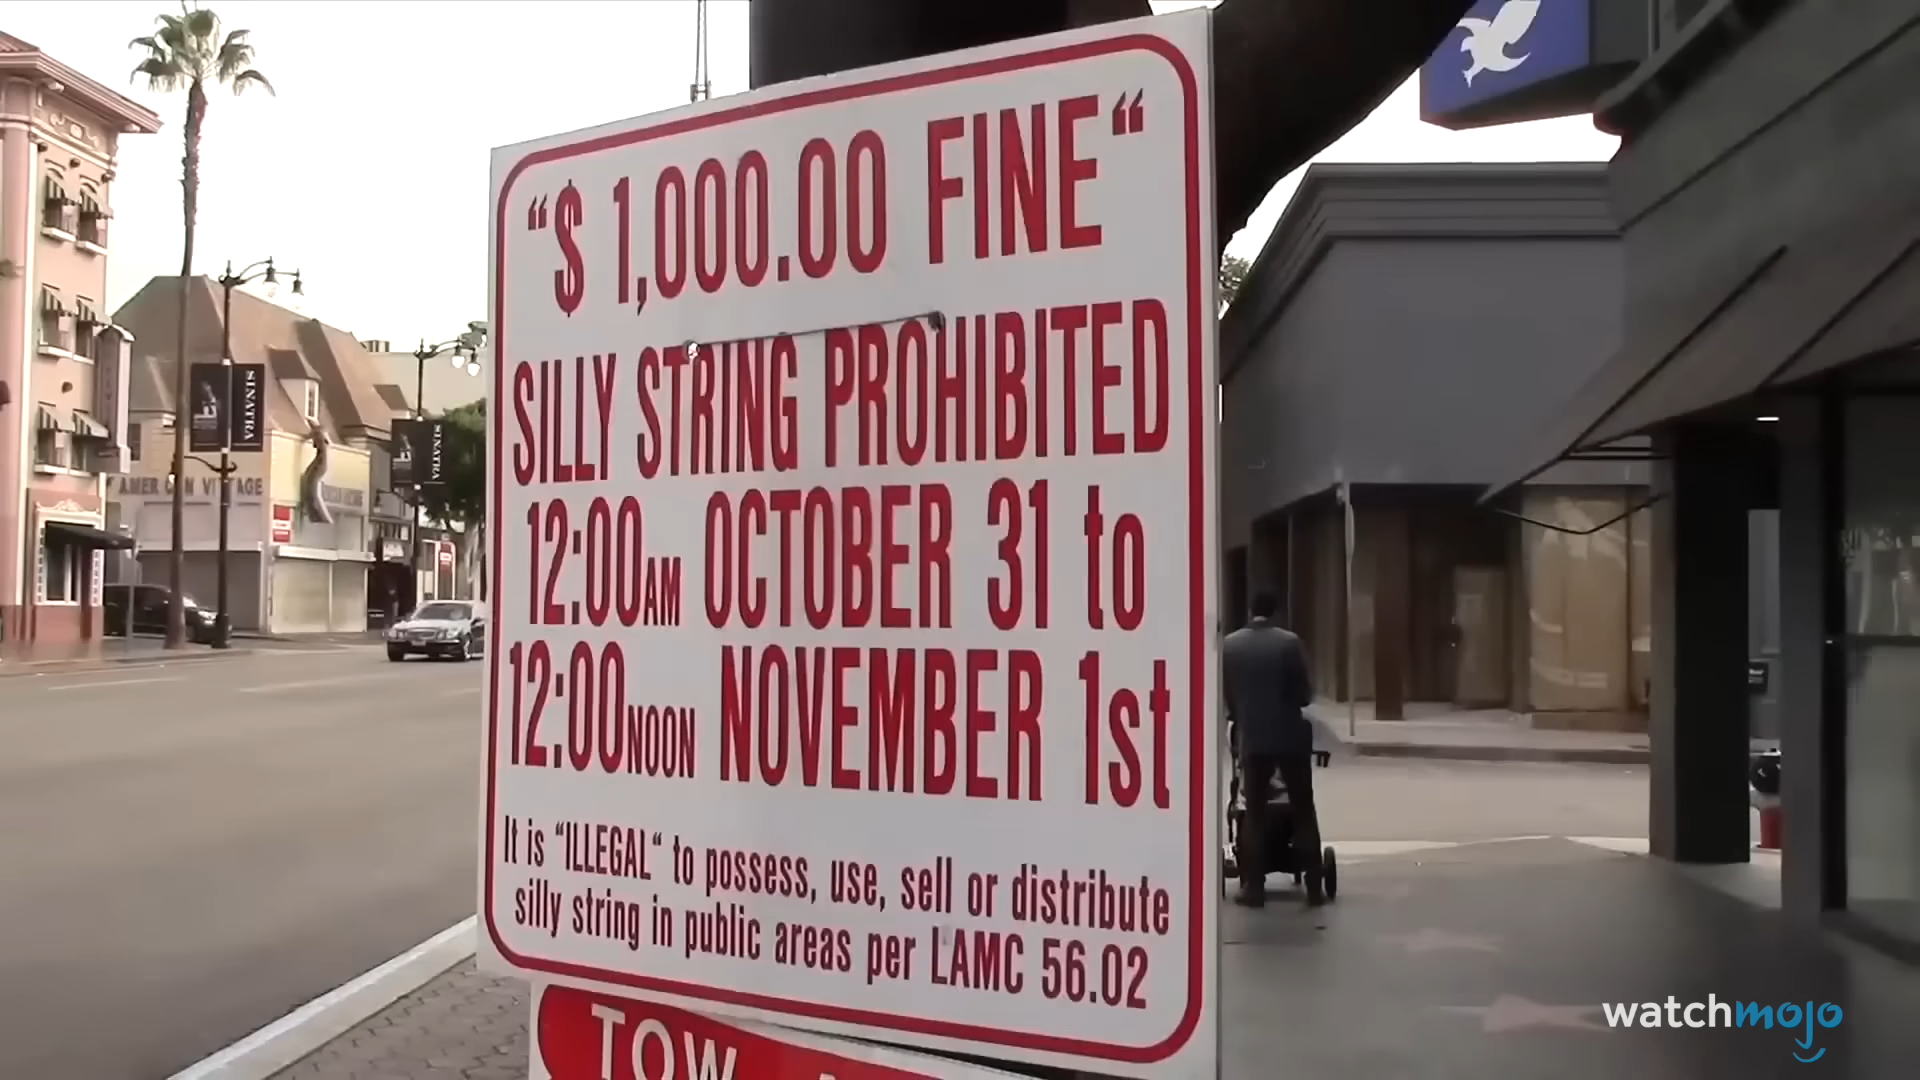 “$ 1,000.00 FINE“
SILLY STRING PROHIBITED
12:00AM OCTOBER 31 to
12:00NOON NOVEMBER 1st
It is “ILLEGAL“ to possess, use, sell or distribute
silly string in public areas per LAMC 56.02
TOW
SINATRA
SINATRA
watchmojo